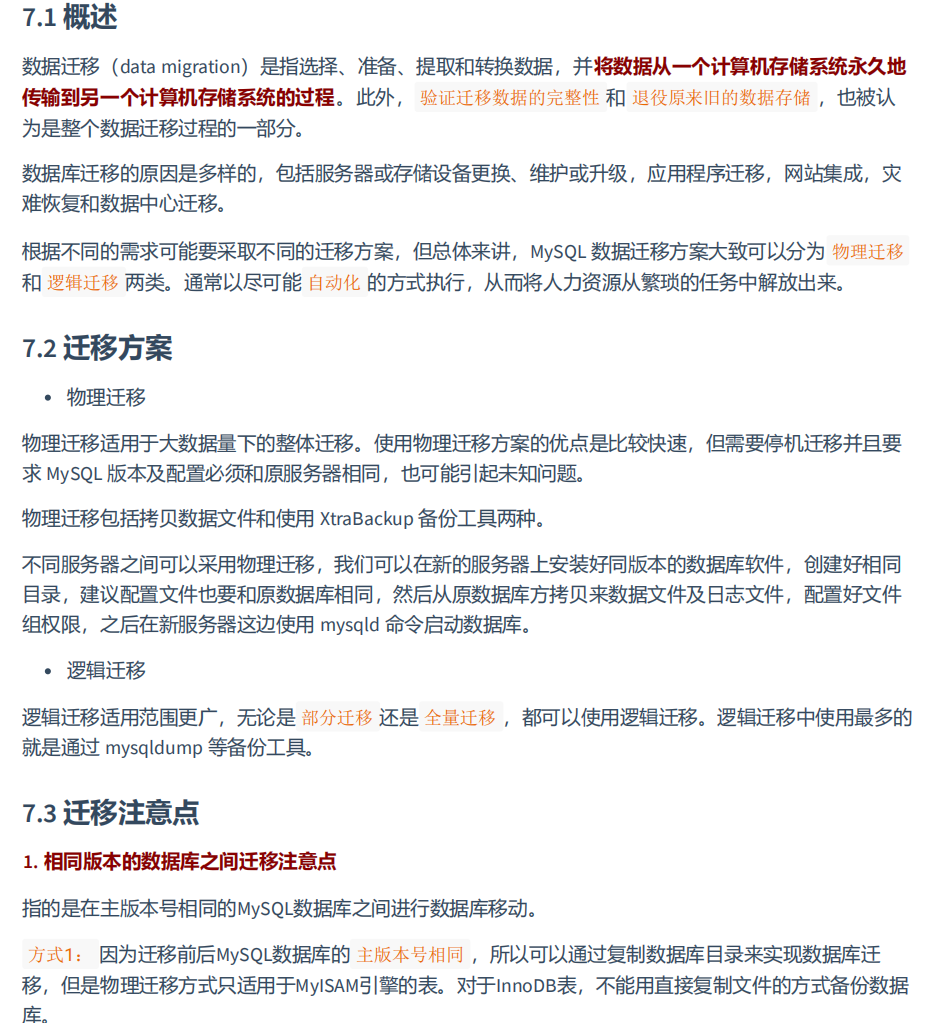 7.1 概述
数据迁移（data migration）是指选择、准备、提取和转换数据，并将数据从一个计算机存储系统永久地
传输到另一个计算机存储系统的过程。此外， 验证迁移数据的完整性 和 退役原来旧的数据存储 ，也被认
为是整个数据迁移过程的一部分。
数据库迁移的原因是多样的，包括服务器或存储设备更换、维护或升级，应用程序迁移，网站集成，灾
难恢复和数据中心迁移。
根据不同的需求可能要采取不同的迁移方案，但总体来讲，MySQL 数据迁移方案大致可以分为 物理迁移
和 逻辑迁移 两类。通常以尽可能 自动化 的方式执行，从而将人力资源从繁琐的任务中解放出来。
7.2 迁移方案
• 物理迁移
物理迁移适用于大数据量下的整体迁移。使用物理迁移方案的优点是比较快速，但需要停机迁移并且要
求 MySQL 版本及配置必须和原服务器相同，也可能引起未知问题。
物理迁移包括拷贝数据文件和使用 XtraBackup 备份工具两种。
不同服务器之间可以采用物理迁移，我们可以在新的服务器上安装好同版本的数据库软件，创建好相同
目录，建议配置文件也要和原数据库相同，然后从原数据库方拷贝来数据文件及日志文件，配置好文件
组权限，之后在新服务器这边使用 mysqld 命令启动数据库。
• 逻辑迁移
逻辑迁移适用范围更广，无论是 部分迁移 还是 全量迁移 ，都可以使用逻辑迁移。逻辑迁移中使用最多的
就是通过 mysqldump 等备份工具。
7.3 迁移注意点
1. 相同版本的数据库之间迁移注意点
指的是在主版本号相同的MySQL数据库之间进行数据库移动。
方式1： 因为迁移前后MySQL数据库的 主版本号相同 ，所以可以通过复制数据库目录来实现数据库迁
移，但是物理迁移方式只适用于MyISAM引擎的表。对于InnoDB表，不能用直接复制文件的方式备份数据
库。